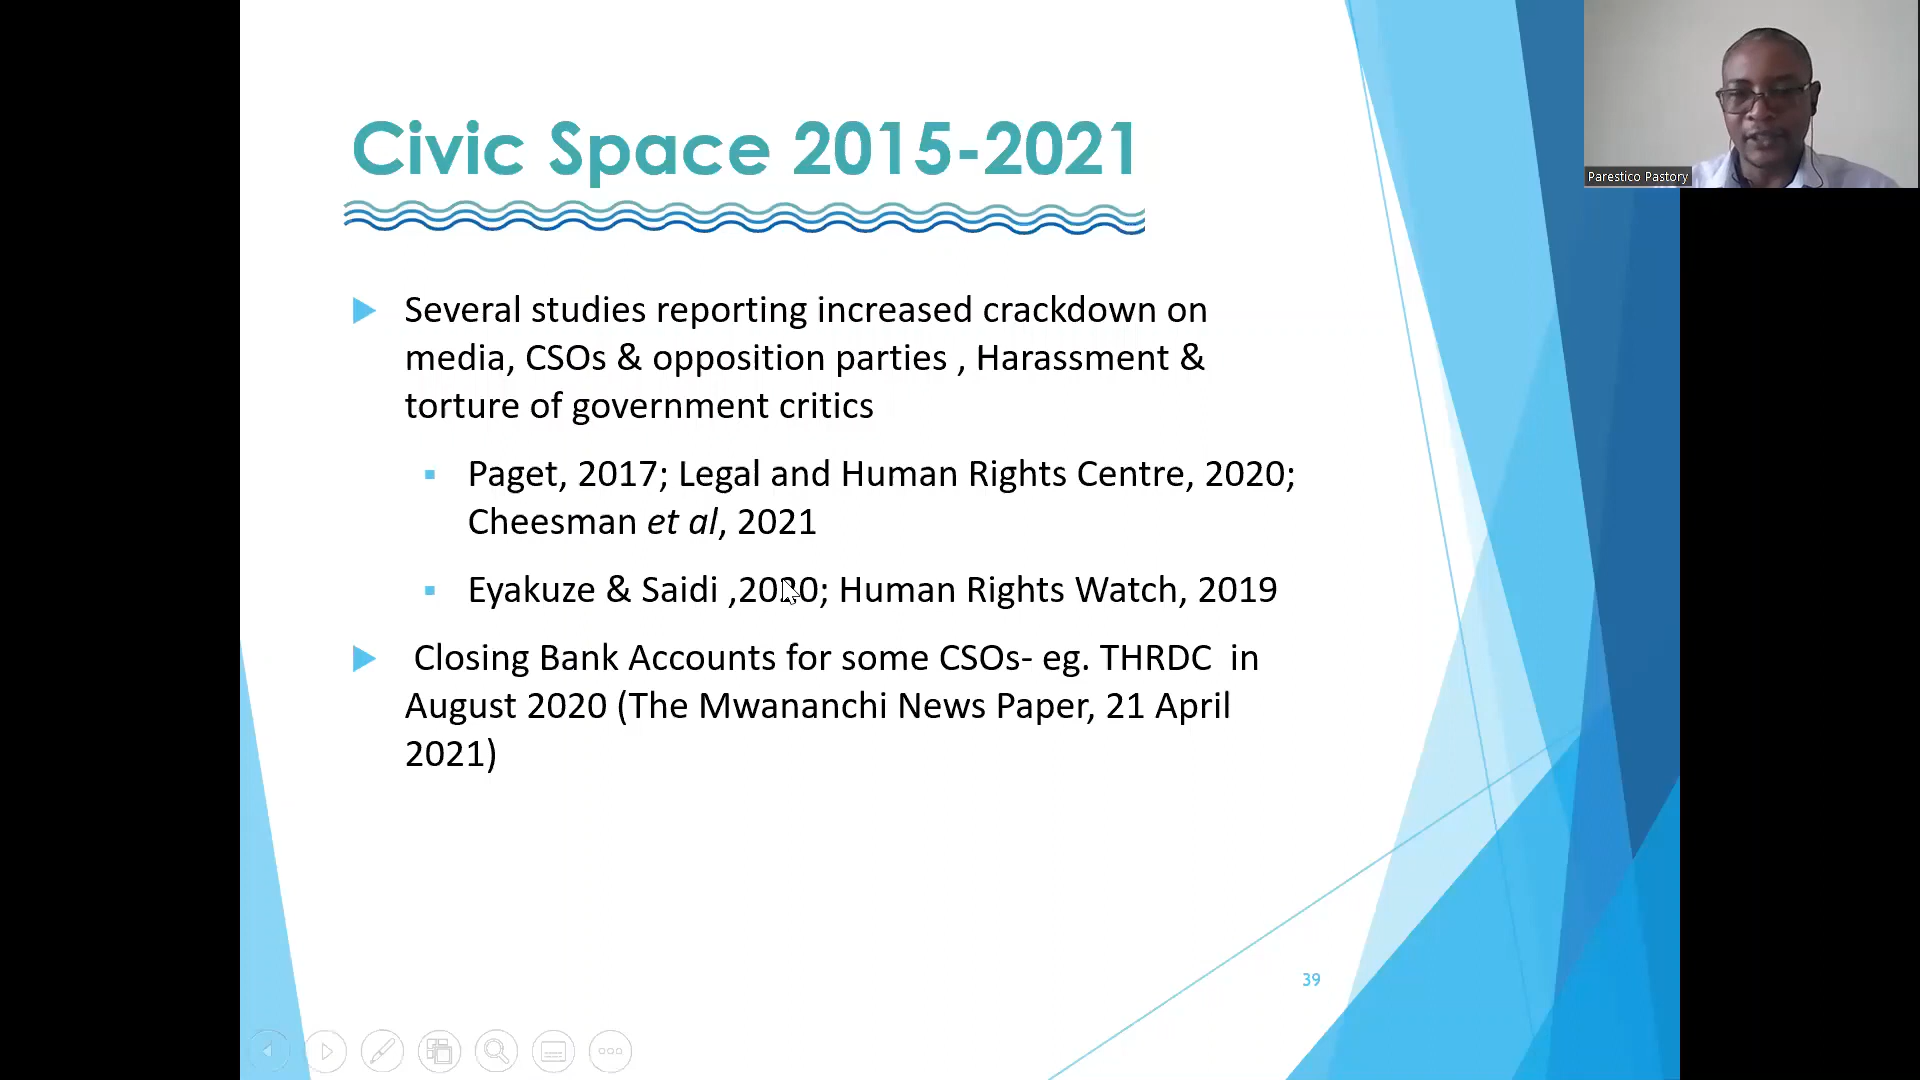 Civic Space 2015-2021
Parestico Pastory
Several studies reporting increased crackdown on
media, CSOs & opposition parties , Harassment &
torture of government critics
Paget, 2017; Legal and Human Rights Centre, 2020;
Cheesman et al, 2021
Eyakuze & Saidi ,2020; Human Rights Watch, 2019
Closing Bank Accounts for some CSOs- eg. THRDC in
August 2020 (The Mwananchi News Paper, 21 April
2021)
39